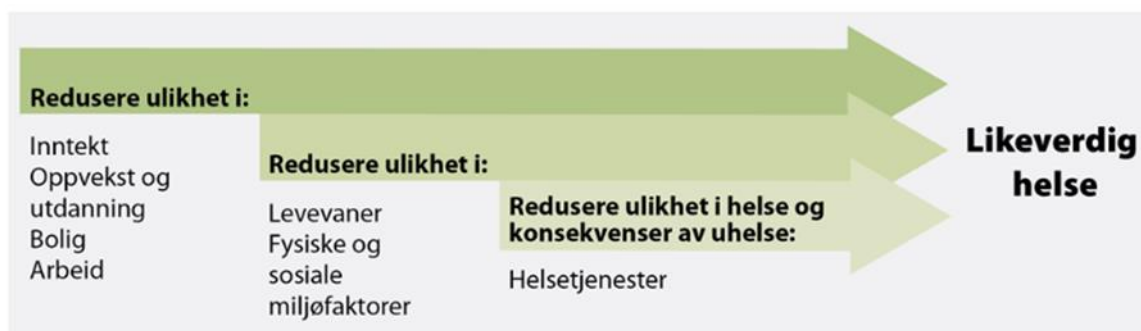 Redusere ulikhet i:
Inntekt
Oppvekst og
utdanning
Bolig
Arbeid
Redusere ulikhet i:
Levevaner
Fysiske og
sosiale
miljøfaktorer
Redusere ulikhet i helse og
konsekvenser av uhelse:
Helsetjenester
Likeverdig
helse